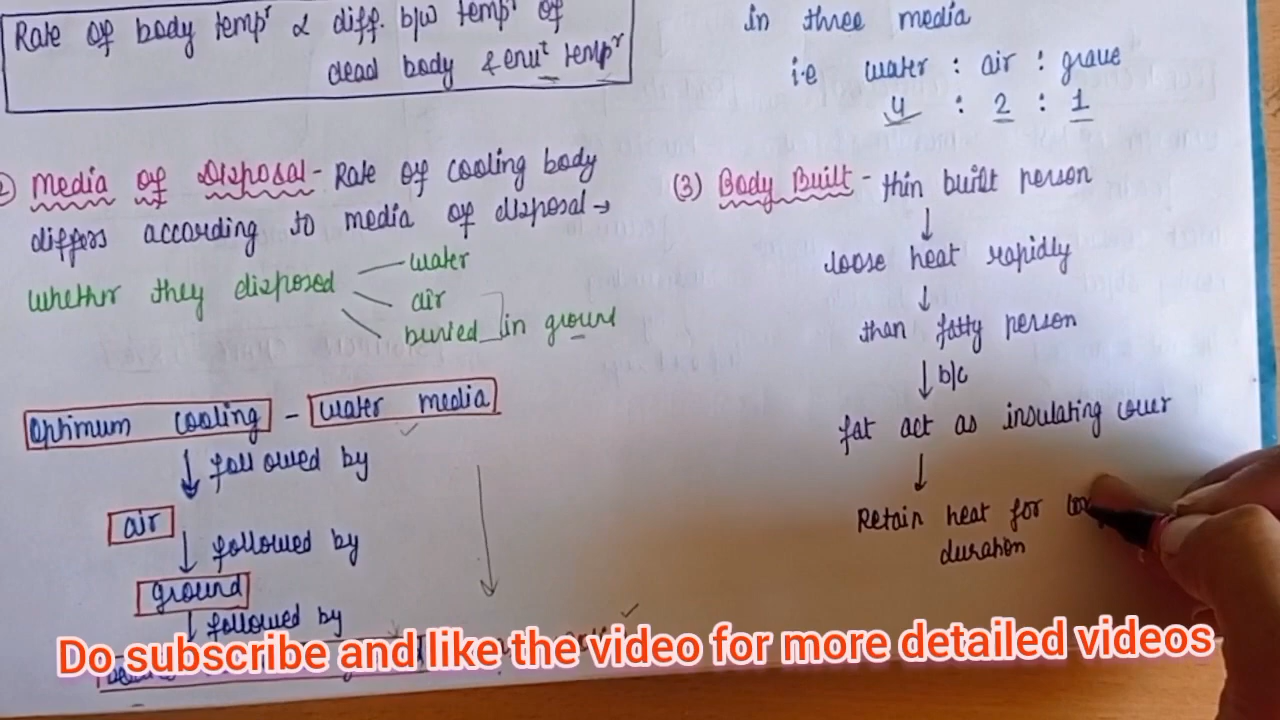 Rate of body tempʳ ∝ diff. b/w tempʳ of
dead body & envᵗ tempʳ
2) Media of Disposal - Rate of cooling body
differs according to media of disposal →
whether they disposed
water
air
buried in ground
Optimum cooling - water media
↓ followed by
air
↓ followed by
ground
↓ followed by
in three media
i.e water : air : grave
4 : 2 : 1
(3) Body Built - thin built person
↓
loose heat rapidly
↓
than fatty person
↓ b/c
fat act as insulating cover
↓
Retain heat for
duration
Do subscribe and like the video for more detailed videos